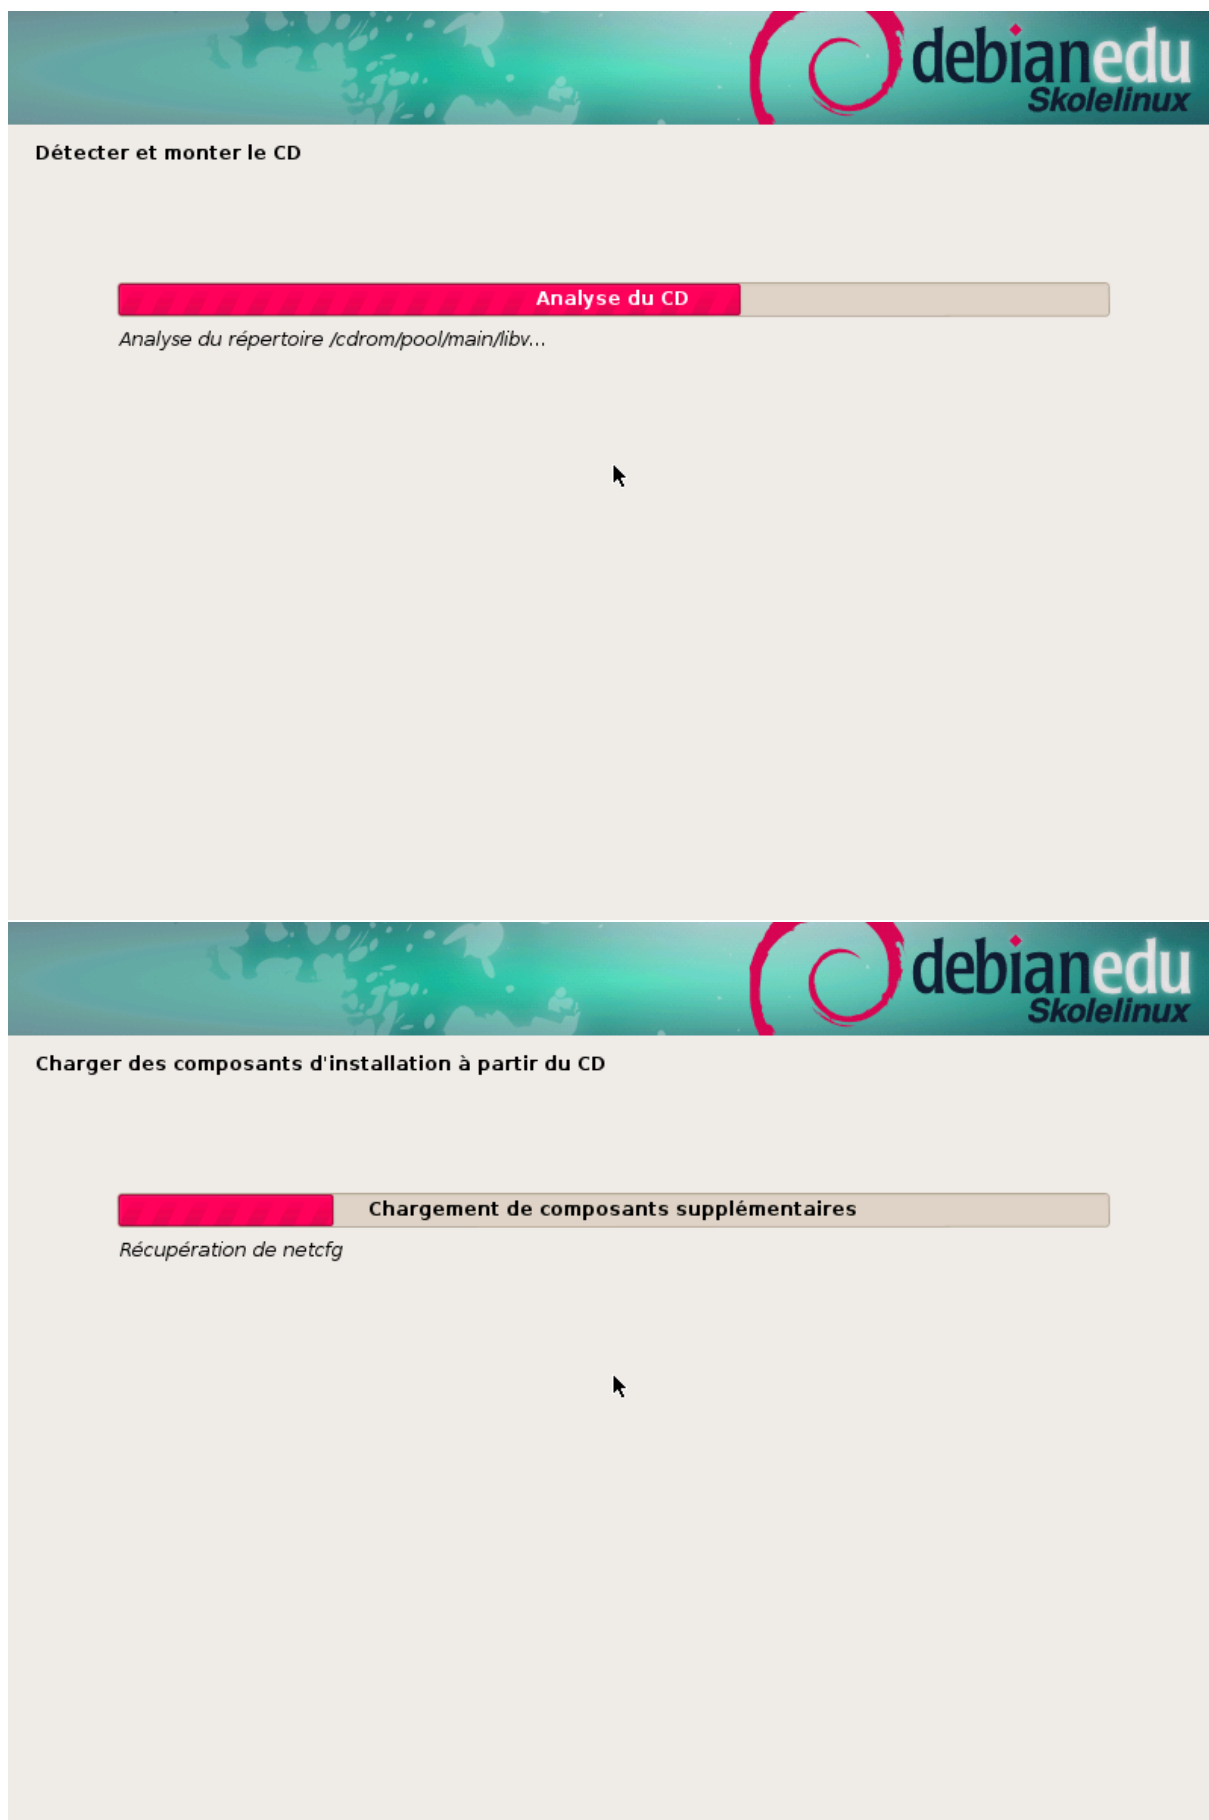 debianedu
Skolelinux
Détecter et monter le CD
Analyse du CD
Analyse du répertoire /cdrom/pool/main/libv...
debianedu
Skolelinux
Charger des composants d'installation à partir du CD
Chargement de composants supplémentaires
Récupération de netcfg